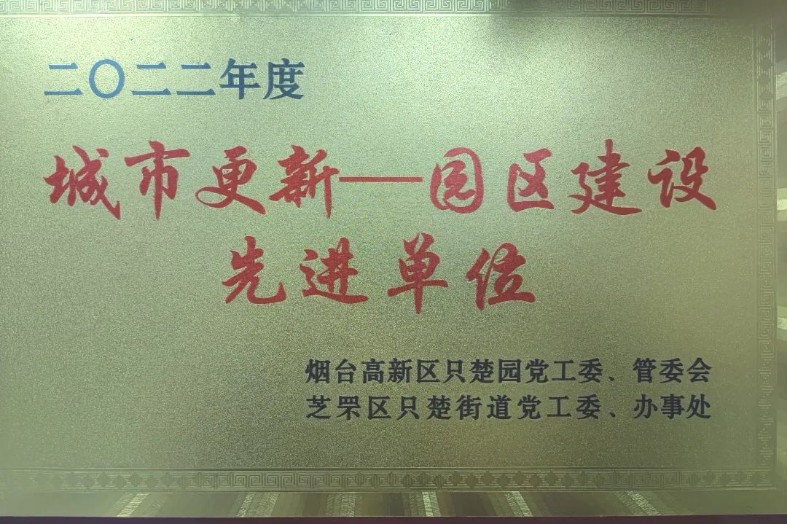 二〇二二年度
城市更新—园区建设
先进单位
烟台高新区只楚园党工委、管委会
芝罘区只楚街道党工委、办事处